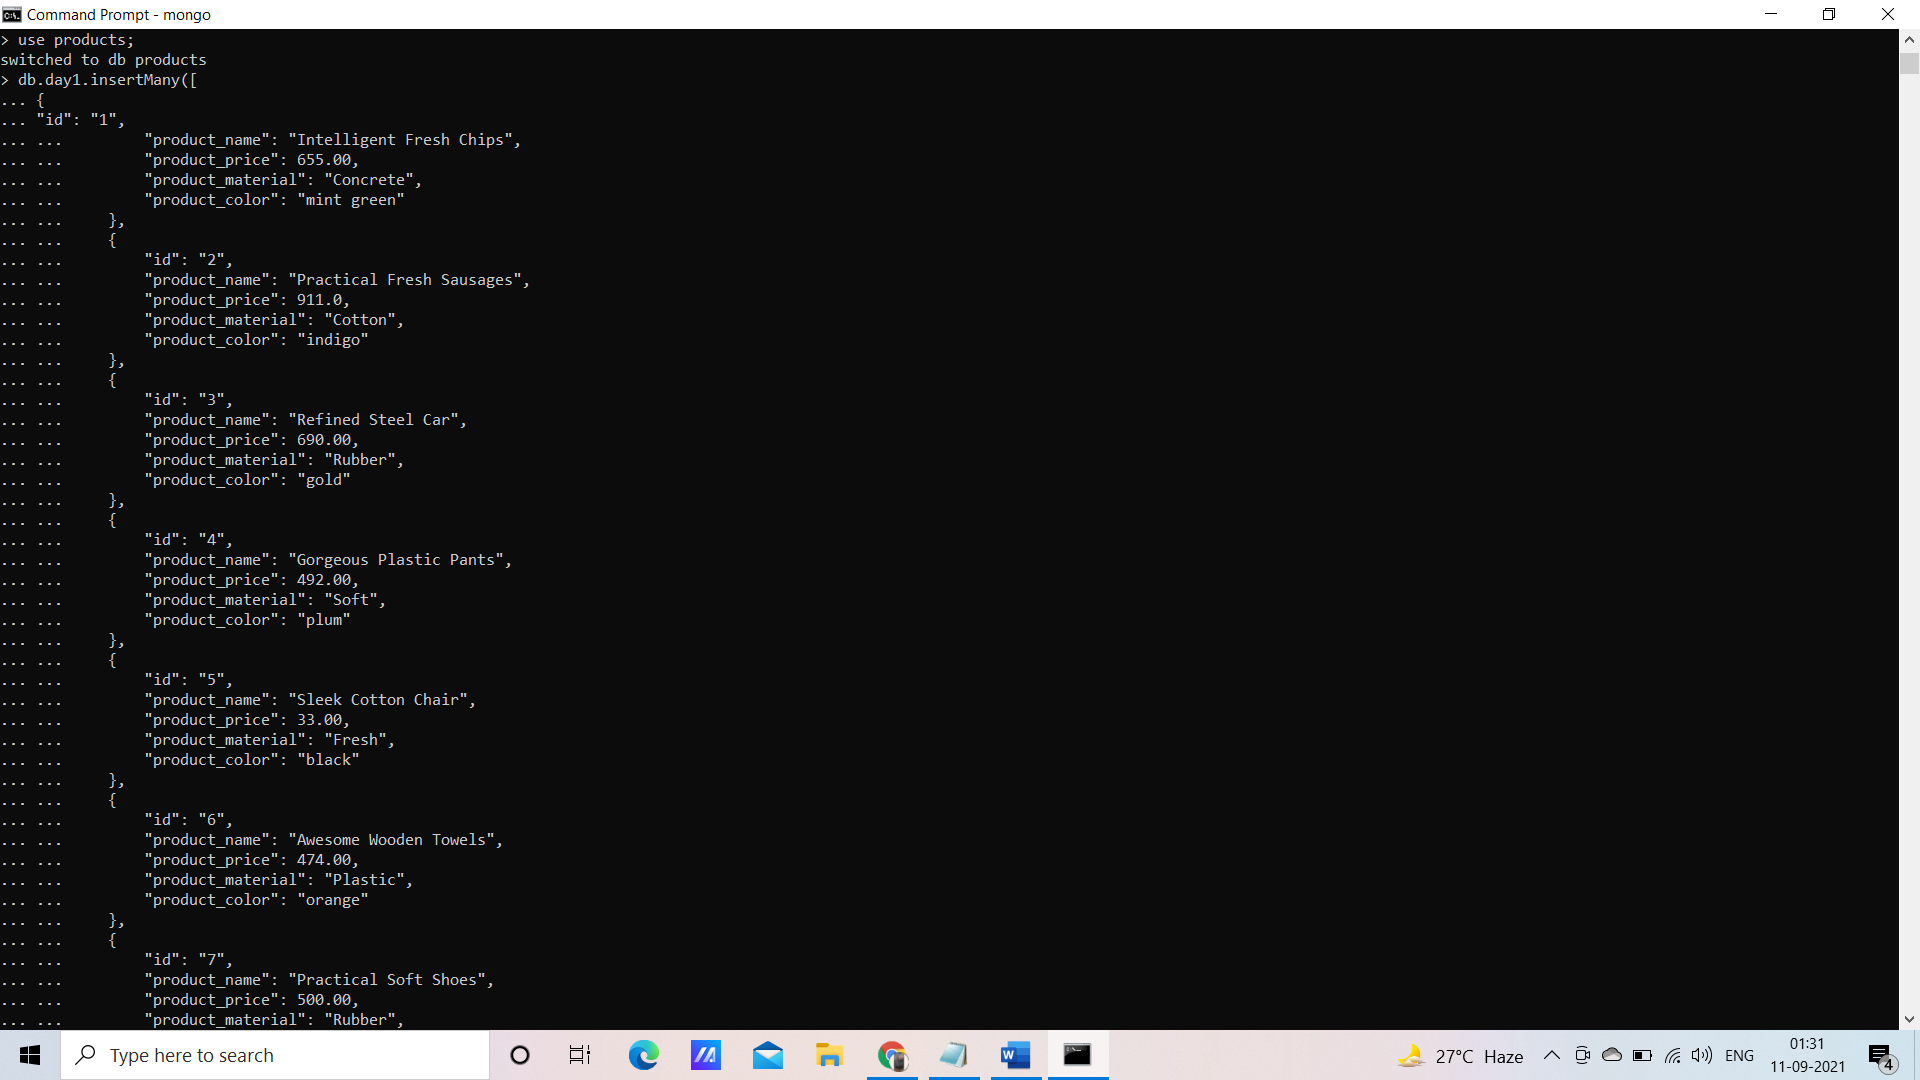 Command Prompt - mongo
> use products;
switched to db products
> db.day1.insertMany([
... {
... "id": "1",
... ...         "product_name": "Intelligent Fresh Chips",
... ...         "product_price": 655.00,
... ...         "product_material": "Concrete",
... ...         "product_color": "mint green"
... ...     },
... ...     {
... ...         "id": "2",
... ...         "product_name": "Practical Fresh Sausages",
... ...         "product_price": 911.0,
... ...         "product_material": "Cotton",
... ...         "product_color": "indigo"
... ...     },
... ...     {
... ...         "id": "3",
... ...         "product_name": "Refined Steel Car",
... ...         "product_price": 690.00,
... ...         "product_material": "Rubber",
... ...         "product_color": "gold"
... ...     },
... ...     {
... ...         "id": "4",
... ...         "product_name": "Gorgeous Plastic Pants",
... ...         "product_price": 492.00,
... ...         "product_material": "Soft",
... ...         "product_color": "plum"
... ...     },
... ...     {
... ...         "id": "5",
... ...         "product_name": "Sleek Cotton Chair",
... ...         "product_price": 33.00,
... ...         "product_material": "Fresh",
... ...         "product_color": "black"
... ...     },
... ...     {
... ...         "id": "6",
... ...         "product_name": "Awesome Wooden Towels",
... ...         "product_price": 474.00,
... ...         "product_material": "Plastic",
... ...         "product_color": "orange"
... ...     },
... ...     {
... ...         "id": "7",
... ...         "product_name": "Practical Soft Shoes",
... ...         "product_price": 500.00,
... ...         "product_material": "Rubber",
Type here to search
27°C Haze
ENG
01:31
11-09-2021
4